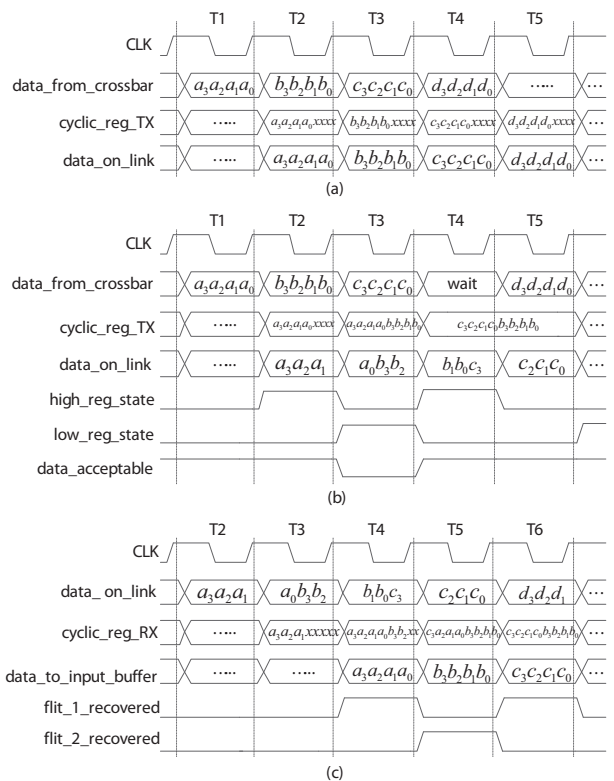 T1 T2 T3 T4 T5
CLK
data_from_crossbar a₃a₂a₁a₀ b₃b₂b₁b₀ c₃c₂c₁c₀ d₃d₂d₁d₀ ····· ···
cyclic_reg_TX ····· a₃a₂a₁a₀xxxx b₃b₂b₁b₀xxxx c₃c₂c₁c₀xxxx d₃d₂d₁d₀xxxx ···
data_on_link ····· a₃a₂a₁a₀ b₃b₂b₁b₀ c₃c₂c₁c₀ d₃d₂d₁d₀ ···
(a)
T1 T2 T3 T4 T5
CLK
data_from_crossbar a₃a₂a₁a₀ b₃b₂b₁b₀ c₃c₂c₁c₀ wait d₃d₂d₁d₀ ···
cyclic_reg_TX ····· a₃a₂a₁a₀xxxx a₃a₂a₁a₀b₃b₂b₁b₀ c₃c₂c₁c₀b₃b₂b₁b₀ ···
data_on_link ····· a₃a₂a₁ a₀b₃b₂ b₁b₀c₃ c₂c₁c₀ ···
high_reg_state
low_reg_state
data_acceptable
(b)
T2 T3 T4 T5 T6
CLK
data_ on_link a₃a₂a₁ a₀b₃b₂ b₁b₀c₃ c₂c₁c₀ d₃d₂d₁ ···
cyclic_reg_RX ····· a₃a₂a₁xxxxx a₃a₂a₁a₀b₃b₂xx c₃a₂a₁a₀b₃b₂b₁b₀ c₃c₂c₁c₀b₃b₂b₁b₀ ···
data_to_input_buffer ····· ····· a₃a₂a₁a₀ b₃b₂b₁b₀ c₃c₂c₁c₀ ···
flit_1_recovered
flit_2_recovered
(c)